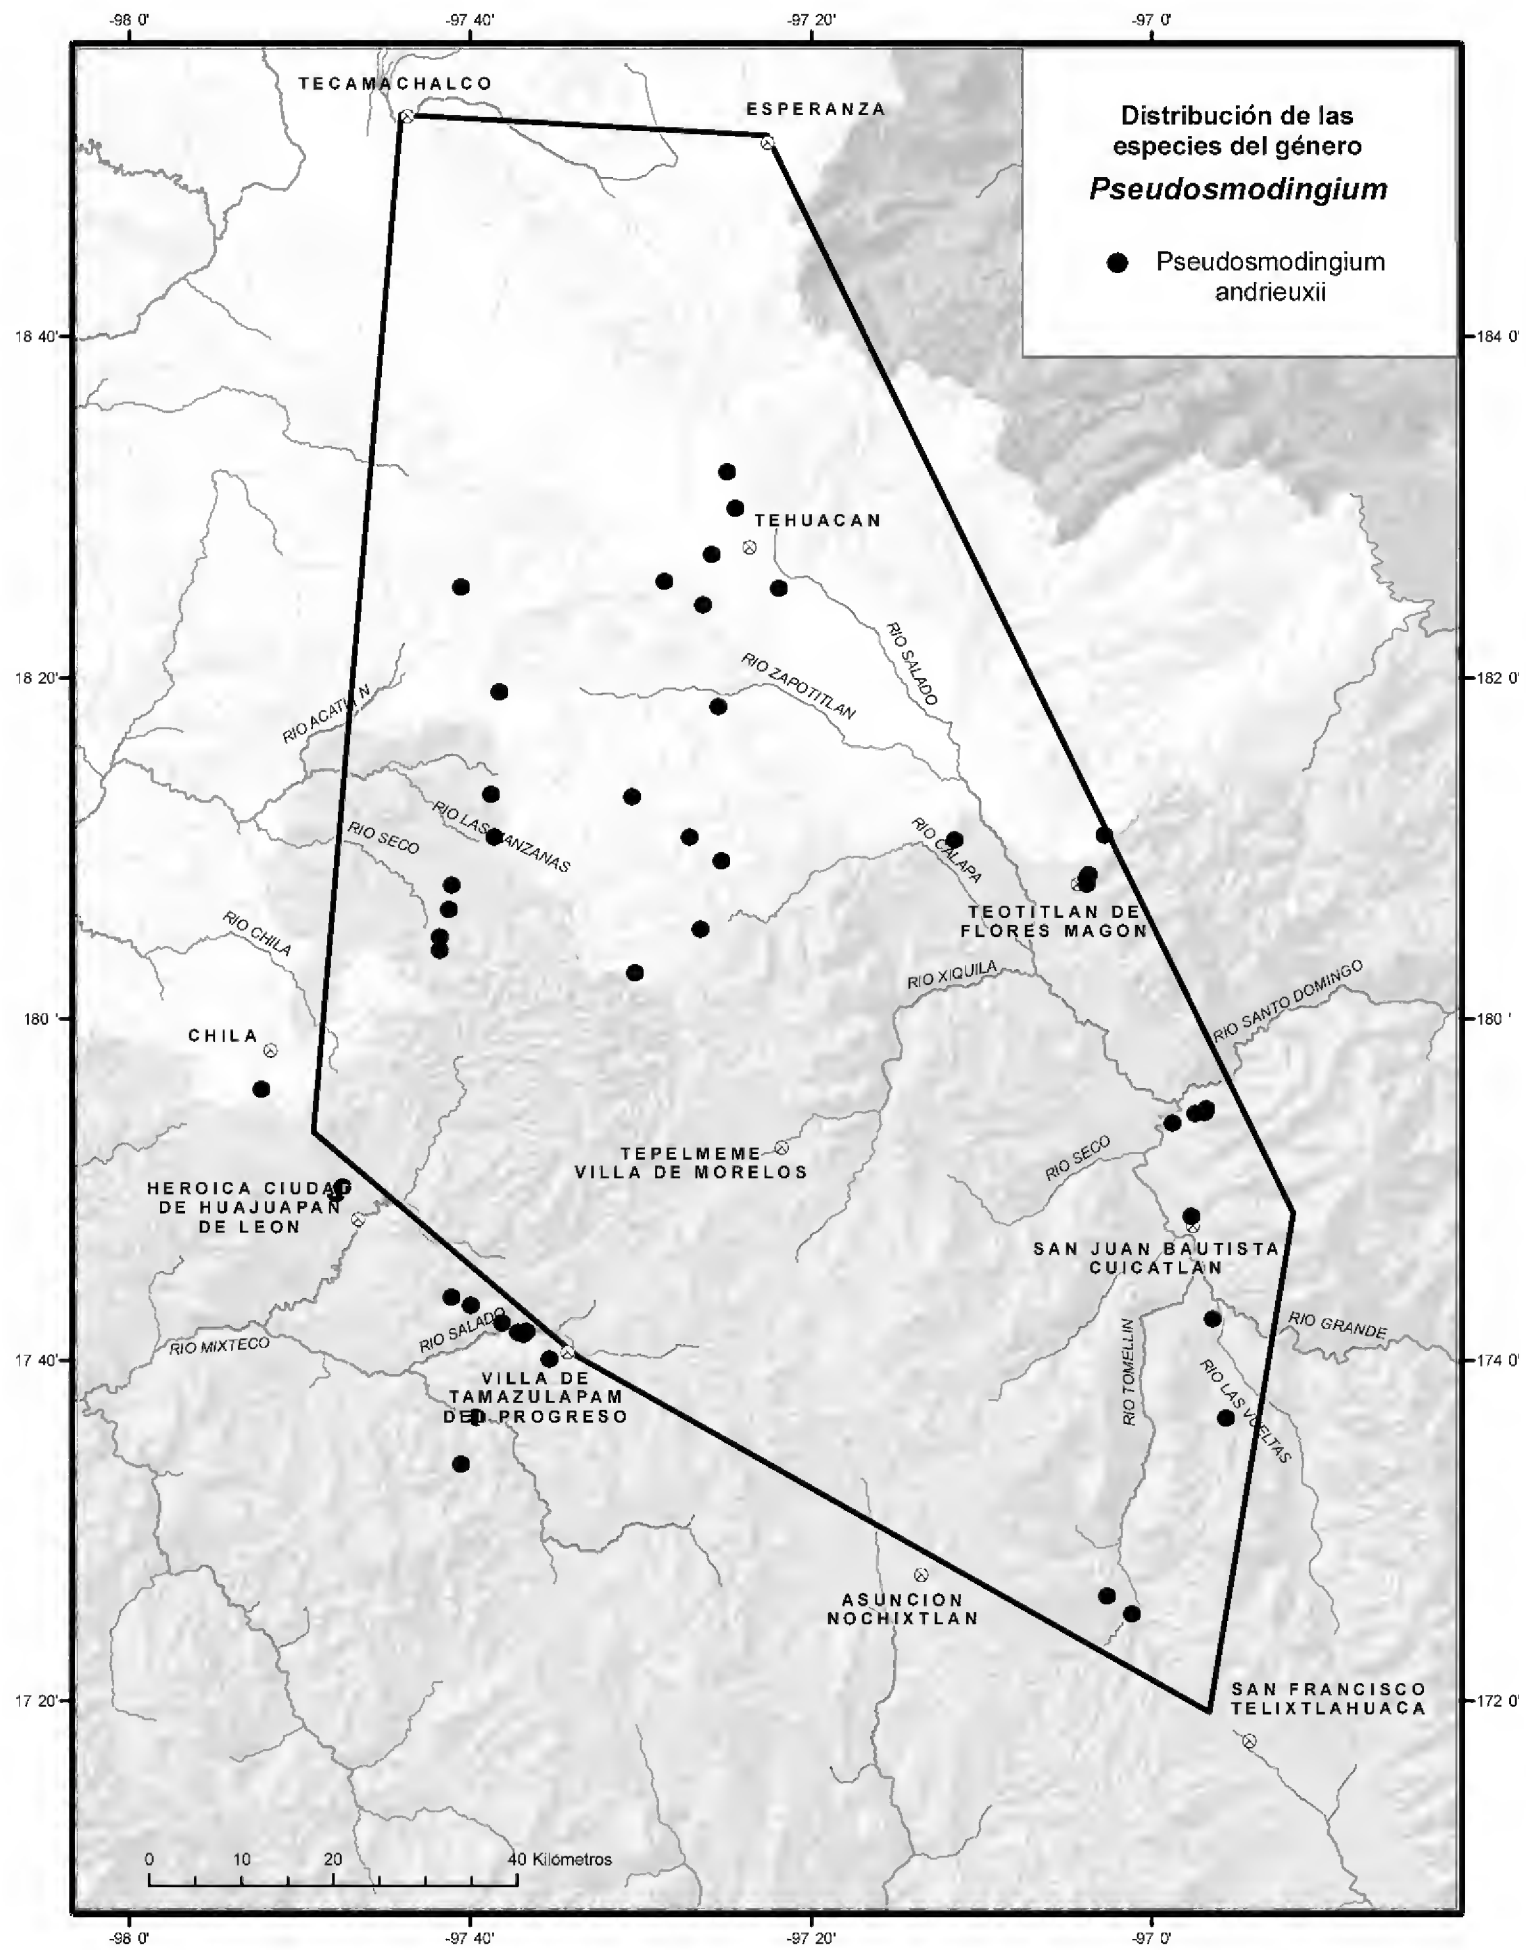 -98 0'
-97 40'
-97 20'
-97 0'
TECAMACHALCO
ESPERANZA
Distribución de las
especies del género
Pseudosmodingium
Pseudosmodingium
andrieuxii
18 40'
184 0'
TEHUACAN
RIO SALADO
RIO ZAPOTITLAN
18 20'
182 0'
RIO LAS MANZANAS
RIO SECO
RIO CALAPA
TEOTITLAN DE
FLORES MAGON
RIO CHILA
RIO XIQUILA
RIO SANTO DOMINGO
180 '
180 '
CHILA
TEPELMEME
VILLA DE MORELOS
RIO SECO
HEROICA CIUDAD
DE HUAJUAPAN
DE LEON
SAN JUAN BAUTISTA
CUICATLAN
RIO SALADO
RIO MIXTECO
RIO GRANDE
17 40'
174 0'
RIO TOMELLIN
RIO LAS VUELTAS
VILLA DE
TAMAZULAPAM
DEL PROGRESO
ASUNCION
NOCHIXTLAN
17 20'
172 0'
SAN FRANCISCO
TELIXTLAHUACA
0 10 20 40 Kilómetros
-98 0'
-97 40'
-97 20'
-97 0'